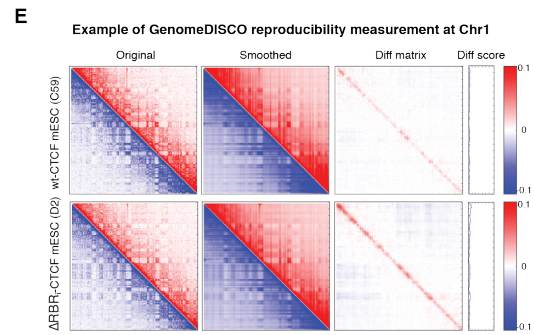 E
Example of GenomeDISCO reproducibility measurement at Chr1
Original Smoothed Diff matrix Diff score
wt-CTCF mESC (C59)
0.1
0
-0.1
ΔRBRi-CTCF mESC (D2)
0.1
0
-0.1